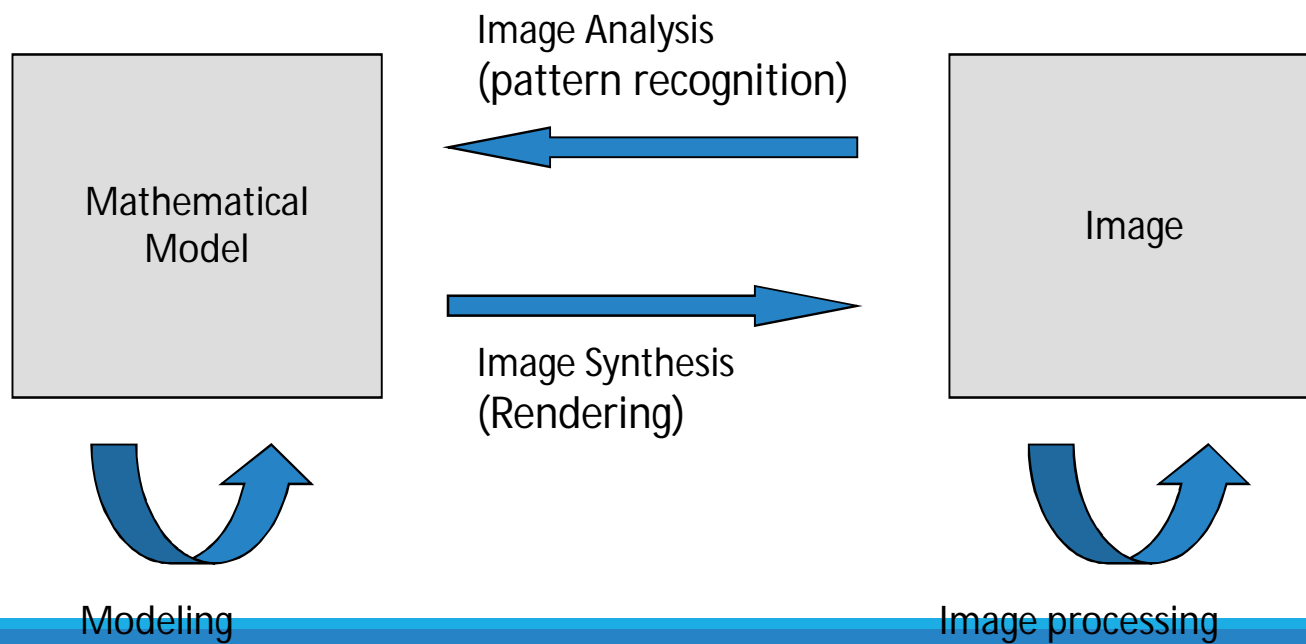 Image Analysis
(pattern recognition)
Mathematical
Model
Image
Image Synthesis
(Rendering)
Modeling
Image processing